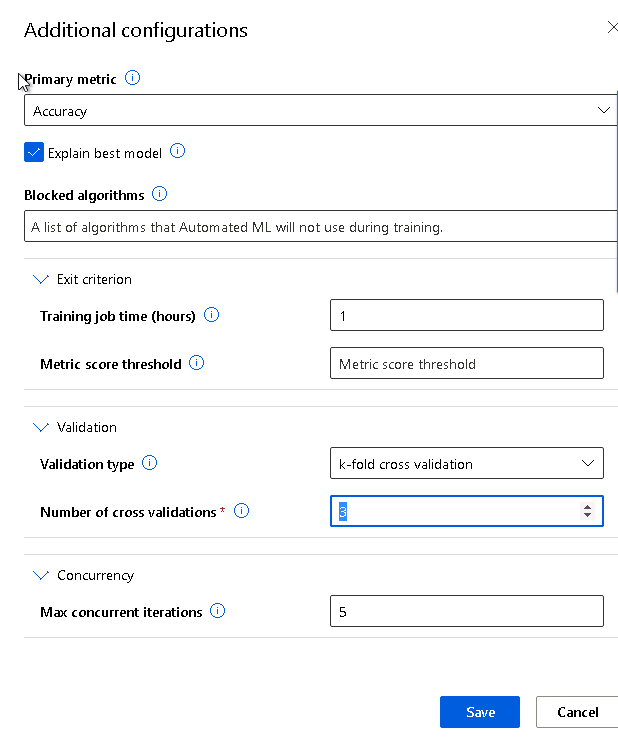 Additional configurations
Primary metric
Accuracy
Explain best model
Blocked algorithms
A list of algorithms that Automated ML will not use during training.
Exit criterion
Training job time (hours) 1
Metric score threshold Metric score threshold
Validation
Validation type k-fold cross validation
Number of cross validations * 3
Concurrency
Max concurrent iterations 5
Save Cancel